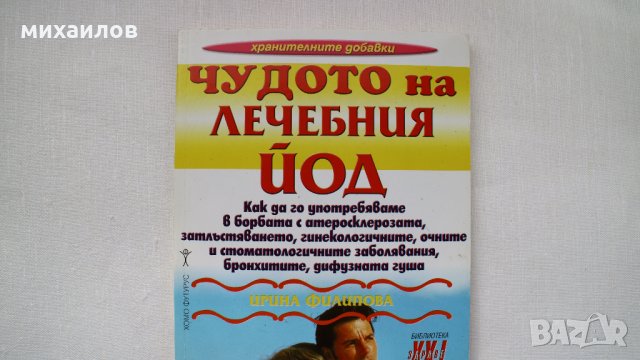 михаилов
хранителните добавки
ЧУДОТО на
ЛЕЧЕБНИЯ
ЙОД
Как да го употребяваме
в борбата с атеросклерозата,
затлъстяването, гинекологичните, очните
и стоматологичните заболявания,
бронхитите, дифузната гуша
ИРИНА ФИЛИПОВА
ХОМО ФУТУРУС
БИБЛИОТЕКА
BAZAR